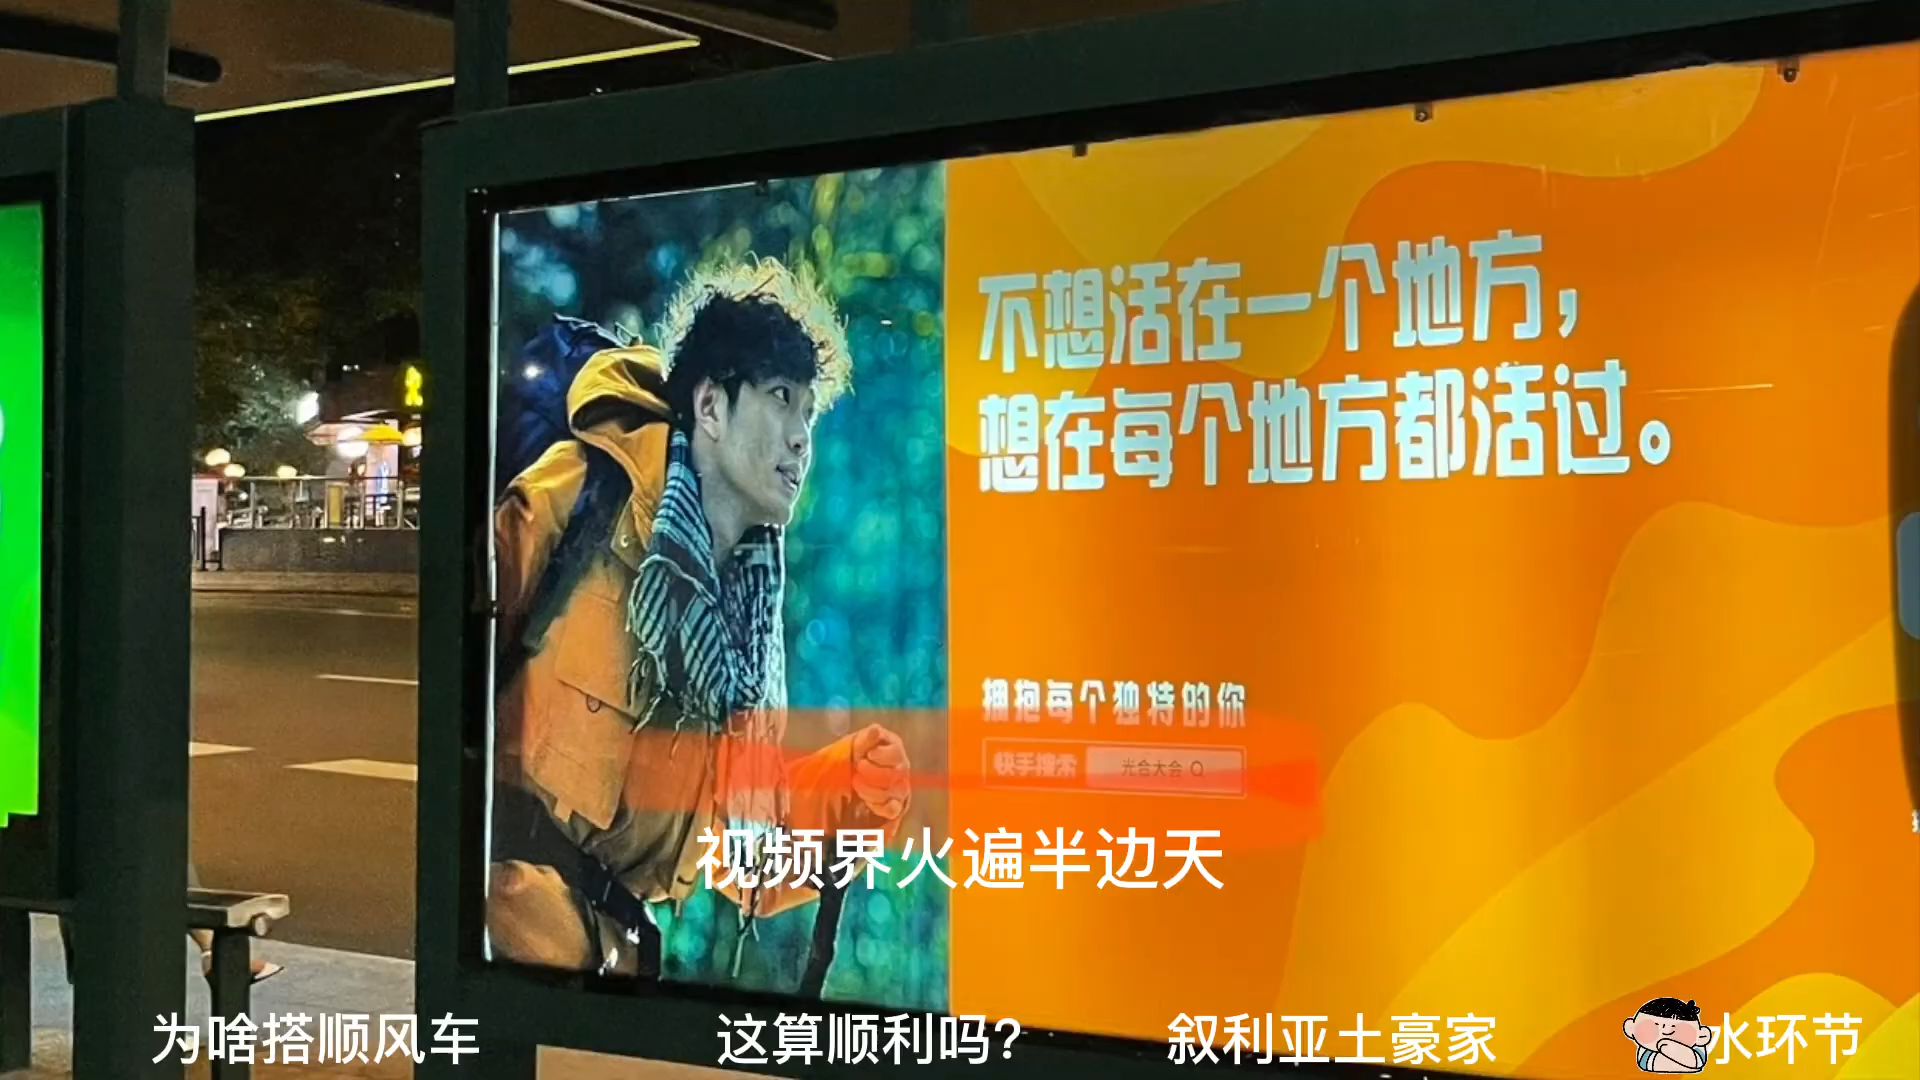 不想活在一个地方，
想在每个地方都活过。
拥抱每个独特的你
快手搜索 光合大会
视频界火遍半边天
为啥搭顺风车 这算顺利吗? 叙利亚土豪家 水环节